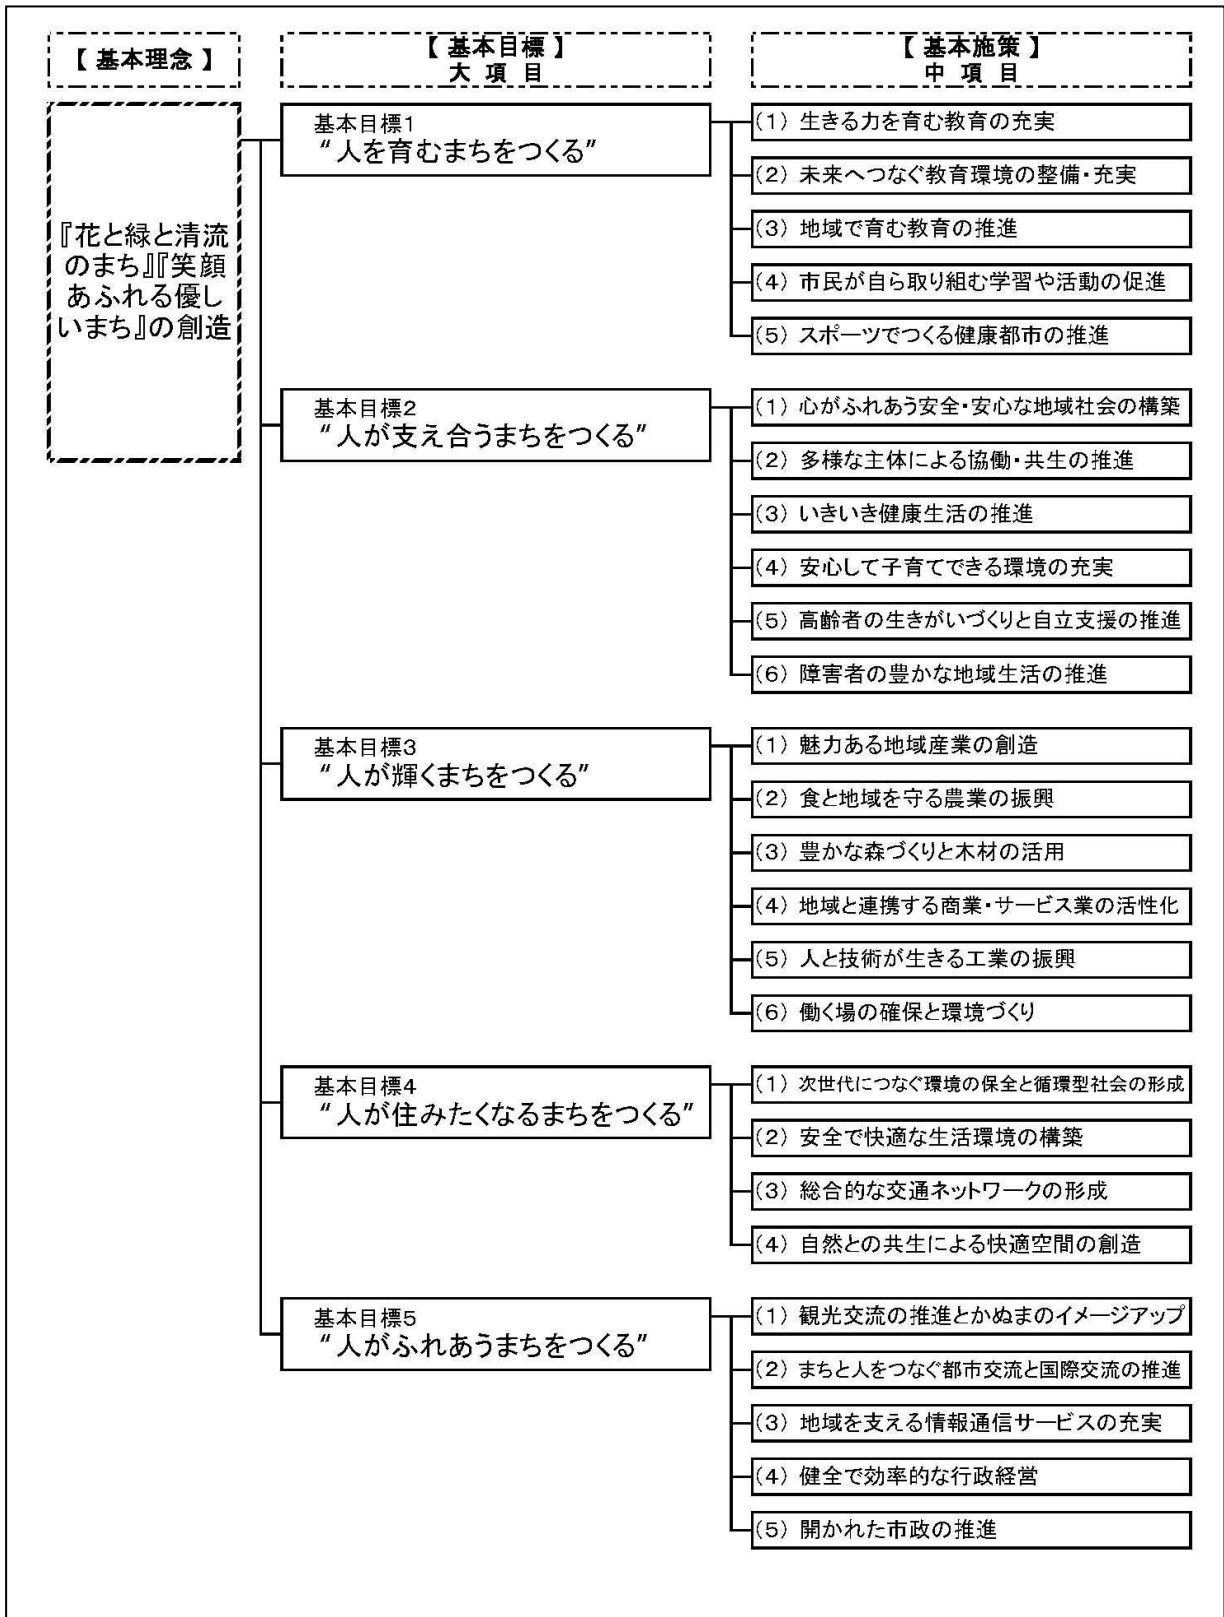 【 基本理念 】
【 基本目標 】
大 項 目
【 基本施策 】
中 項 目
『花と緑と清流
のまち』『笑顔
あふれる優し
いまち』の創造
基本目標1
“人を育むまちをつくる”
(1) 生きる力を育む教育の充実
(2) 未来へつなぐ教育環境の整備・充実
(3) 地域で育む教育の推進
(4) 市民が自ら取り組む学習や活動の促進
(5) スポーツでつくる健康都市の推進
基本目標2
“人が支え合うまちをつくる”
(1) 心がふれあう安全・安心な地域社会の構築
(2) 多様な主体による協働・共生の推進
(3) いきいき健康生活の推進
(4) 安心して子育てできる環境の充実
(5) 高齢者の生きがいづくりと自立支援の推進
(6) 障害者の豊かな地域生活の推進
基本目標3
“人が輝くまちをつくる”
(1) 魅力ある地域産業の創造
(2) 食と地域を守る農業の振興
(3) 豊かな森づくりと木材の活用
(4) 地域と連携する商業・サービス業の活性化
(5) 人と技術が生きる工業の振興
(6) 働く場の確保と環境づくり
基本目標4
“人が住みたくなるまちをつくる”
(1) 次世代につなぐ環境の保全と循環型社会の形成
(2) 安全で快適な生活環境の構築
(3) 総合的な交通ネットワークの形成
(4) 自然との共生による快適空間の創造
基本目標5
“人がふれあうまちをつくる”
(1) 観光交流の推進とかぬまのイメージアップ
(2) まちと人をつなぐ都市交流と国際交流の推進
(3) 地域を支える情報通信サービスの充実
(4) 健全で効率的な行政経営
(5) 開かれた市政の推進